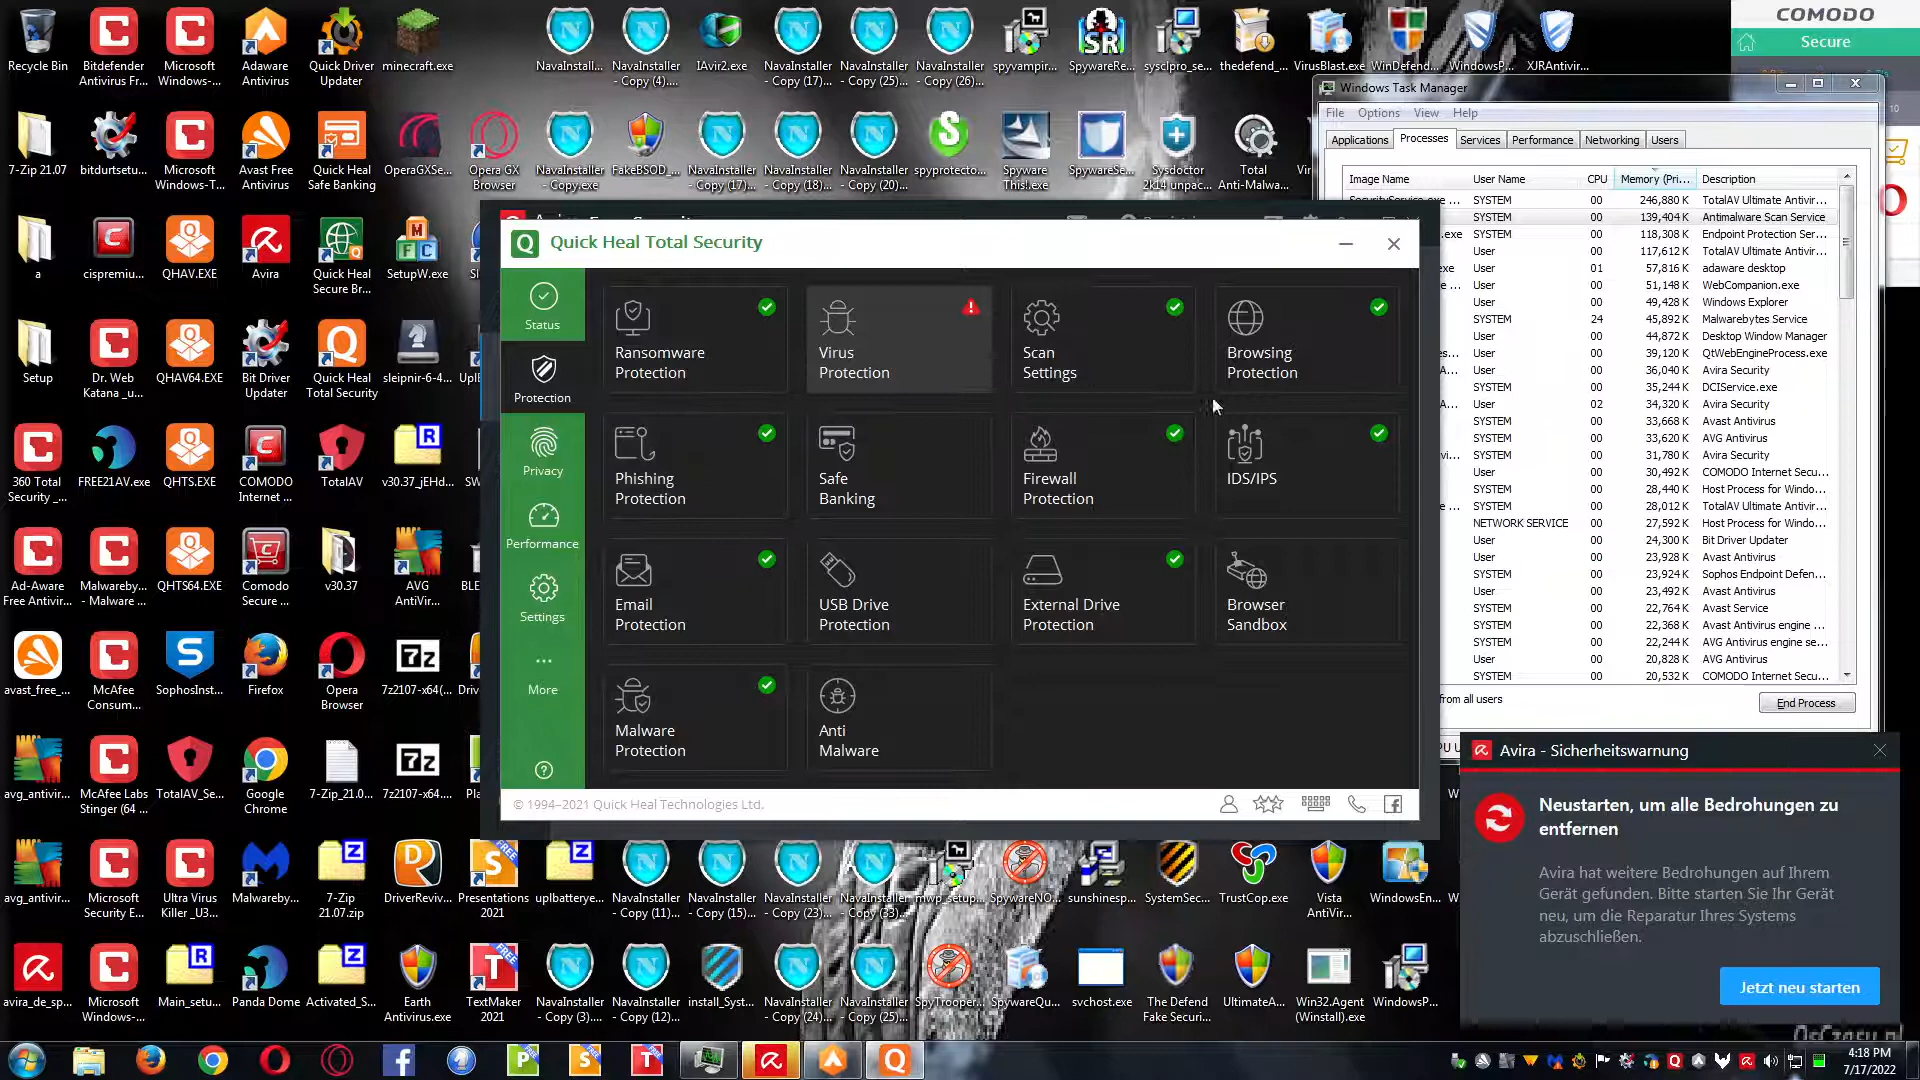 Recycle Bin
Bitdefender
Antivirus Fr...
Microsoft
Windows-...
Adaware
Antivirus
Quick Driver
Updater
minecraft.exe
NavaInstall...
NavaInstaller
- Copy (4)....
IAvir2.exe
NavaInstaller
- Copy (17)...
NavaInstaller
- Copy (25)...
NavaInstaller
- Copy (26)...
spyvampir...
SpywareRe...
sysclpro_se...
thedefend_...
VirusBlast.exe
WinDefend...
WindowsP...
XJRAntivir...
COMODO
Secure
7-Zip 21.07
bitdurtsetu...
Microsoft
Windows-T...
Avast Free
Antivirus
Quick Heal
Safe Banking
OperaGXSe...
Opera GX
Browser
NavaInstaller
- Copy.exe
FakeBSOD_...
NavaInstaller
- Copy (17)...
NavaInstaller
- Copy (18)...
NavaInstaller
- Copy (20)...
spyprotecto...
Spyware
This!.exe
SpywareSe...
Sysdoctor
2k14 unpac...
Total
Anti-Malwa...
Windows Task Manager
File Options View Help
Applications Processes Services Performance Networking Users
Image Name User Name CPU Memory (Pri... Description
SYSTEM 00 246,880 K TotalAV Ultimate Antivir...
SYSTEM 00 139,404 K Antimalware Scan Service
.exe SYSTEM 00 118,308 K Endpoint Protection Ser...
User 00 117,612 K TotalAV Ultimate Antivir...
exe User 01 57,816 K adaware desktop
User 00 51,148 K WebCompanion.exe
User 00 49,428 K Windows Explorer
SYSTEM 24 45,892 K Malwarebytes Service
User 00 44,872 K Desktop Window Manager
User 00 39,120 K QtWebEngineProcess.exe
User 00 36,040 K Avira Security
SYSTEM 00 35,244 K DCIService.exe
User 02 34,320 K Avira Security
SYSTEM 00 33,668 K Avast Antivirus
SYSTEM 00 33,620 K AVG Antivirus
SYSTEM 00 31,780 K Avira Security
User 00 30,492 K COMODO Internet Secu...
SYSTEM 00 28,440 K Host Process for Windo...
SYSTEM 00 28,012 K TotalAV Ultimate Antivir...
NETWORK SERVICE 00 27,592 K Host Process for Windo...
User 00 24,300 K Bit Driver Updater
User 00 23,928 K Avast Antivirus
SYSTEM 00 23,924 K Sophos Endpoint Defen...
User 00 23,492 K Avast Antivirus
SYSTEM 00 22,764 K Avast Service
SYSTEM 00 22,368 K Avast Antivirus engine ...
SYSTEM 00 22,244 K AVG Antivirus engine se...
User 00 20,828 K AVG Antivirus
SYSTEM 00 20,532 K COMODO Internet Secu...
from all users
End Process
a
cispremiu...
QHAV.EXE
Avira
Quick Heal
Secure Br...
SetupW.exe
Setup
Dr. Web
Katana _u...
QHAV64.EXE
Bit Driver
Updater
Quick Heal
Total Security
sleipnir-6-4...
360 Total
Security _...
FREE21AV.exe
QHTS.EXE
COMODO
Internet ...
TotalAV
v30.37_jEHd...
Ad-Aware
Free Antivir...
Malwareby...
- Malware ...
QHTS64.EXE
Comodo
Secure ...
v30.37
AVG
AntiVir...
avast_free_...
McAfee
Consum...
SophosInst...
Firefox
Opera
Browser
7z2107-x64(...
avg_antivir...
McAfee Labs
Stinger (64 ...
TotalAV_Se...
Google
Chrome
7-Zip_21.0...
7z2107-x64....
Quick Heal Total Security
Status
Protection
Privacy
Performance
Settings
More
Ransomware
Protection
Virus
Protection
Scan
Settings
Browsing
Protection
Phishing
Protection
Safe
Banking
Firewall
Protection
IDS/IPS
Email
Protection
USB Drive
Protection
External Drive
Protection
Browser
Sandbox
Malware
Protection
Anti
Malware
© 1994–2021 Quick Heal Technologies Ltd.
Avira - Sicherheitswarnung
Neustarten, um alle Bedrohungen zu
entfernen
Avira hat weitere Bedrohungen auf Ihrem
Gerät gefunden. Bitte starten Sie Ihr Gerät
neu, um die Reparatur Ihres Systems
abzuschließen.
Jetzt neu starten
avg_antivir...
Microsoft
Security E...
Ultra Virus
Killer _U3...
Malwareby...
7-Zip
21.07.zip
DriverReviv...
Presentations
2021
uplbatterye...
NavaInstaller
- Copy (11)...
NavaInstaller
- Copy (15)...
NavaInstaller
- Copy (23)...
NavaInstaller
- Copy (33)...
mwp_setup...
SpywareNO...
sunshinesp...
SystemSec...
TrustCop.exe
Vista
AntiVir...
WindowsEn...
avira_de_sp...
Microsoft
Windows-...
Main_setu...
Panda Dome
Activated_S...
Earth
Antivirus.exe
TextMaker
2021
NavaInstaller
- Copy (3)....
NavaInstaller
- Copy (12)...
install_Syst...
NavaInstaller
- Copy (24)...
NavaInstaller
- Copy (25)...
SpyTrooper...
SpywareQu...
svchost.exe
The Defend
Fake Securi...
UltimateA...
Win32.Agent
(Winstall).exe
WindowsP...
4:18 PM
7/17/2022